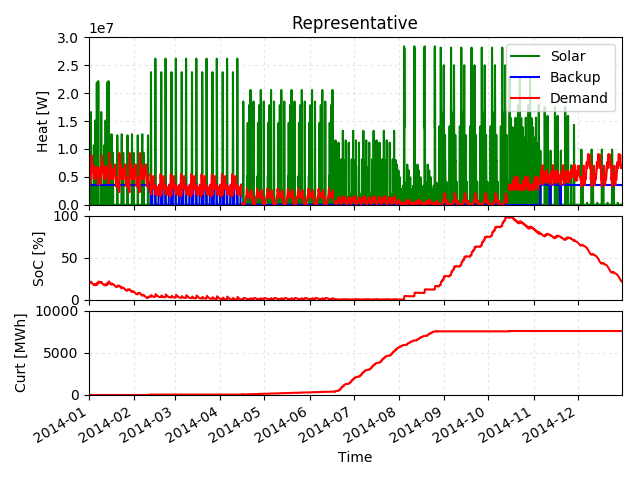 Representative
1e7
3.0
2.5
2.0
1.5
1.0
0.5
0.0
Heat [W]
Solar
Backup
Demand
100
50
0
SoC [%]
10000
5000
0
Curt [MWh]
2014-01
2014-02
2014-03
2014-04
2014-05
2014-06
2014-07
2014-08
2014-09
2014-10
2014-11
2014-12
Time